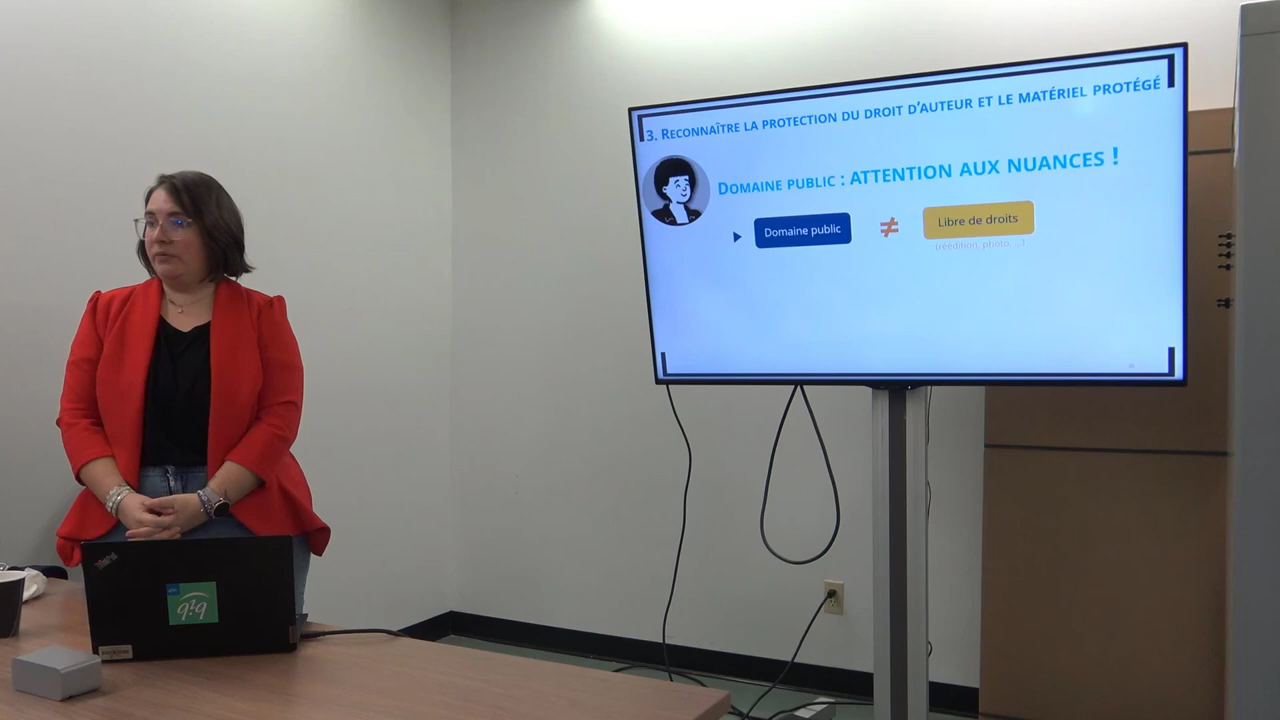 3. RECONNAÎTRE LA PROTECTION DU DROIT D'AUTEUR ET LE MATÉRIEL PROTÉGÉ
DOMAINE PUBLIC : ATTENTION AUX NUANCES !
Domaine public ≠ Libre de droits
(réédition, photo, ...)
ThinkPad